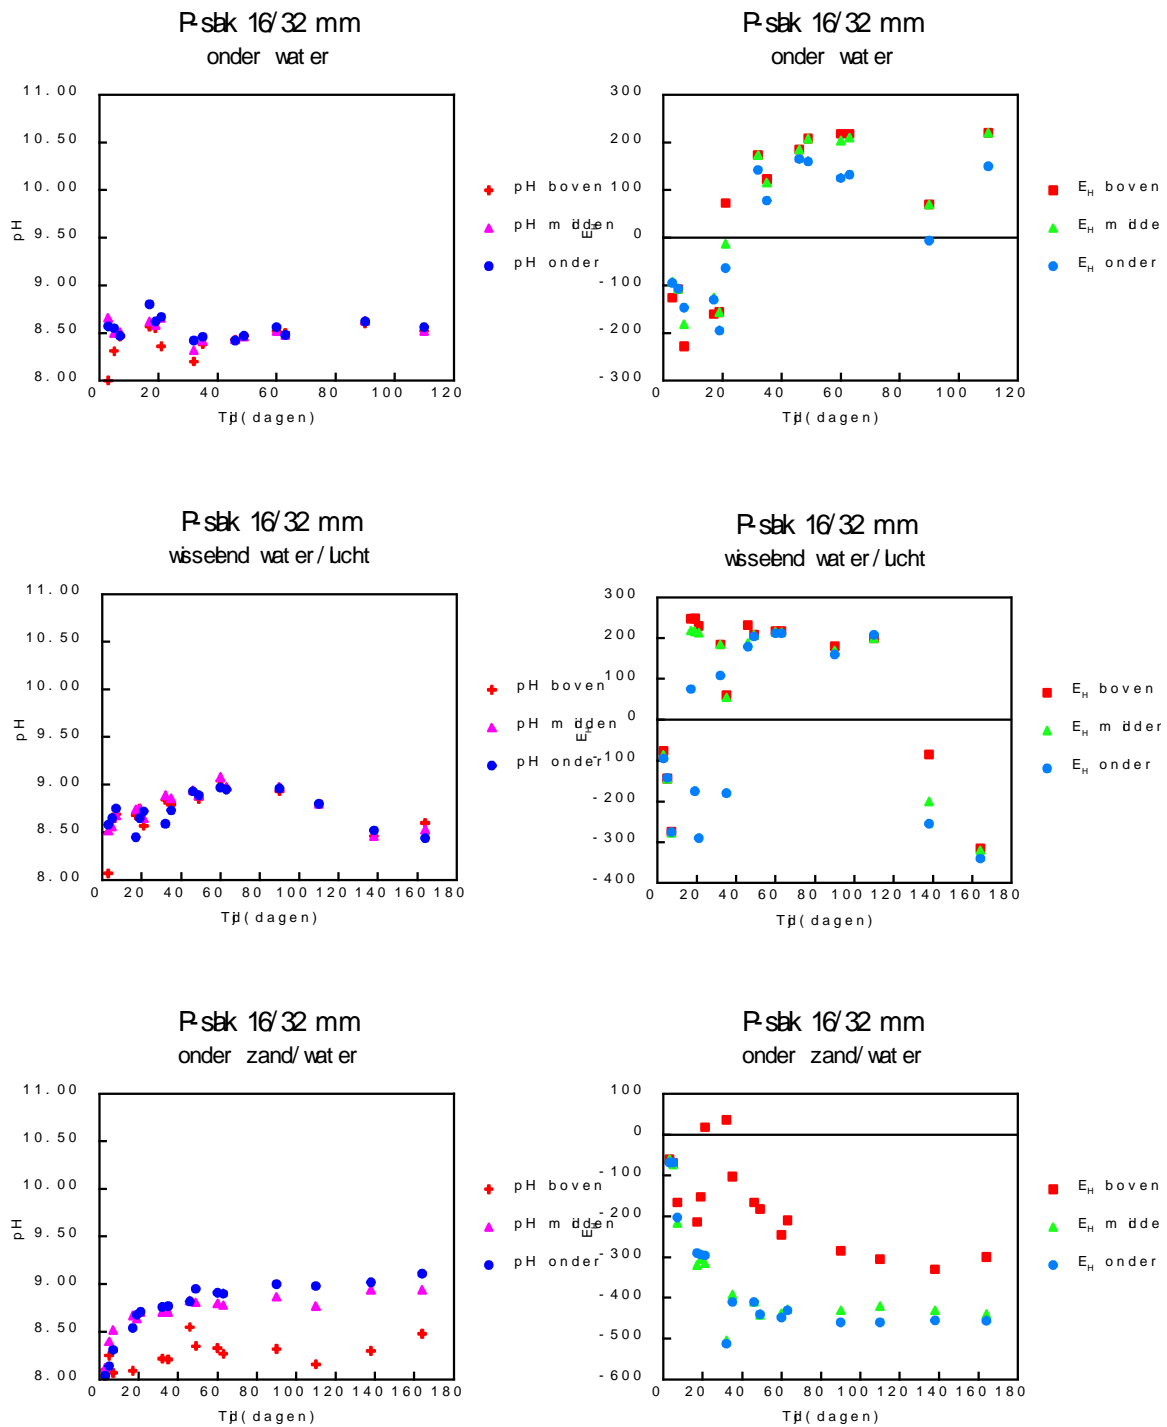 P-slak 16/32 mm
onder water
11.00
10.50
10.00
9.50
9.00
8.50
8.00
pH
0 20 40 60 80 100 120
Tijd (dagen)
pH boven
pH midden
pH onder
P-slak 16/32 mm
onder water
300
200
100
0
-100
-200
-300
EH
0 20 40 60 80 100 120
Tijd (dagen)
EH boven
EH midde
EH onder
P-slak 16/32 mm
wisselend water/lucht
11.00
10.50
10.00
9.50
9.00
8.50
8.00
pH
0 20 40 60 80 100 120 140 160 180
Tijd (dagen)
pH boven
pH midden
pH onder
P-slak 16/32 mm
wisselend water/lucht
300
200
100
0
-100
-200
-300
-400
EH
0 20 40 60 80 100 120 140 160 180
Tijd (dagen)
EH boven
EH midden
EH onder
P-slak 16/32 mm
onder zand/water
11.00
10.50
10.00
9.50
9.00
8.50
8.00
pH
0 20 40 60 80 100 120 140 160 180
Tijd (dagen)
pH boven
pH midden
pH onder
P-slak 16/32 mm
onder zand/water
100
0
-100
-200
-300
-400
-500
-600
EH
0 20 40 60 80 100 120 140 160 180
Tijd (dagen)
EH boven
EH midde
EH onder